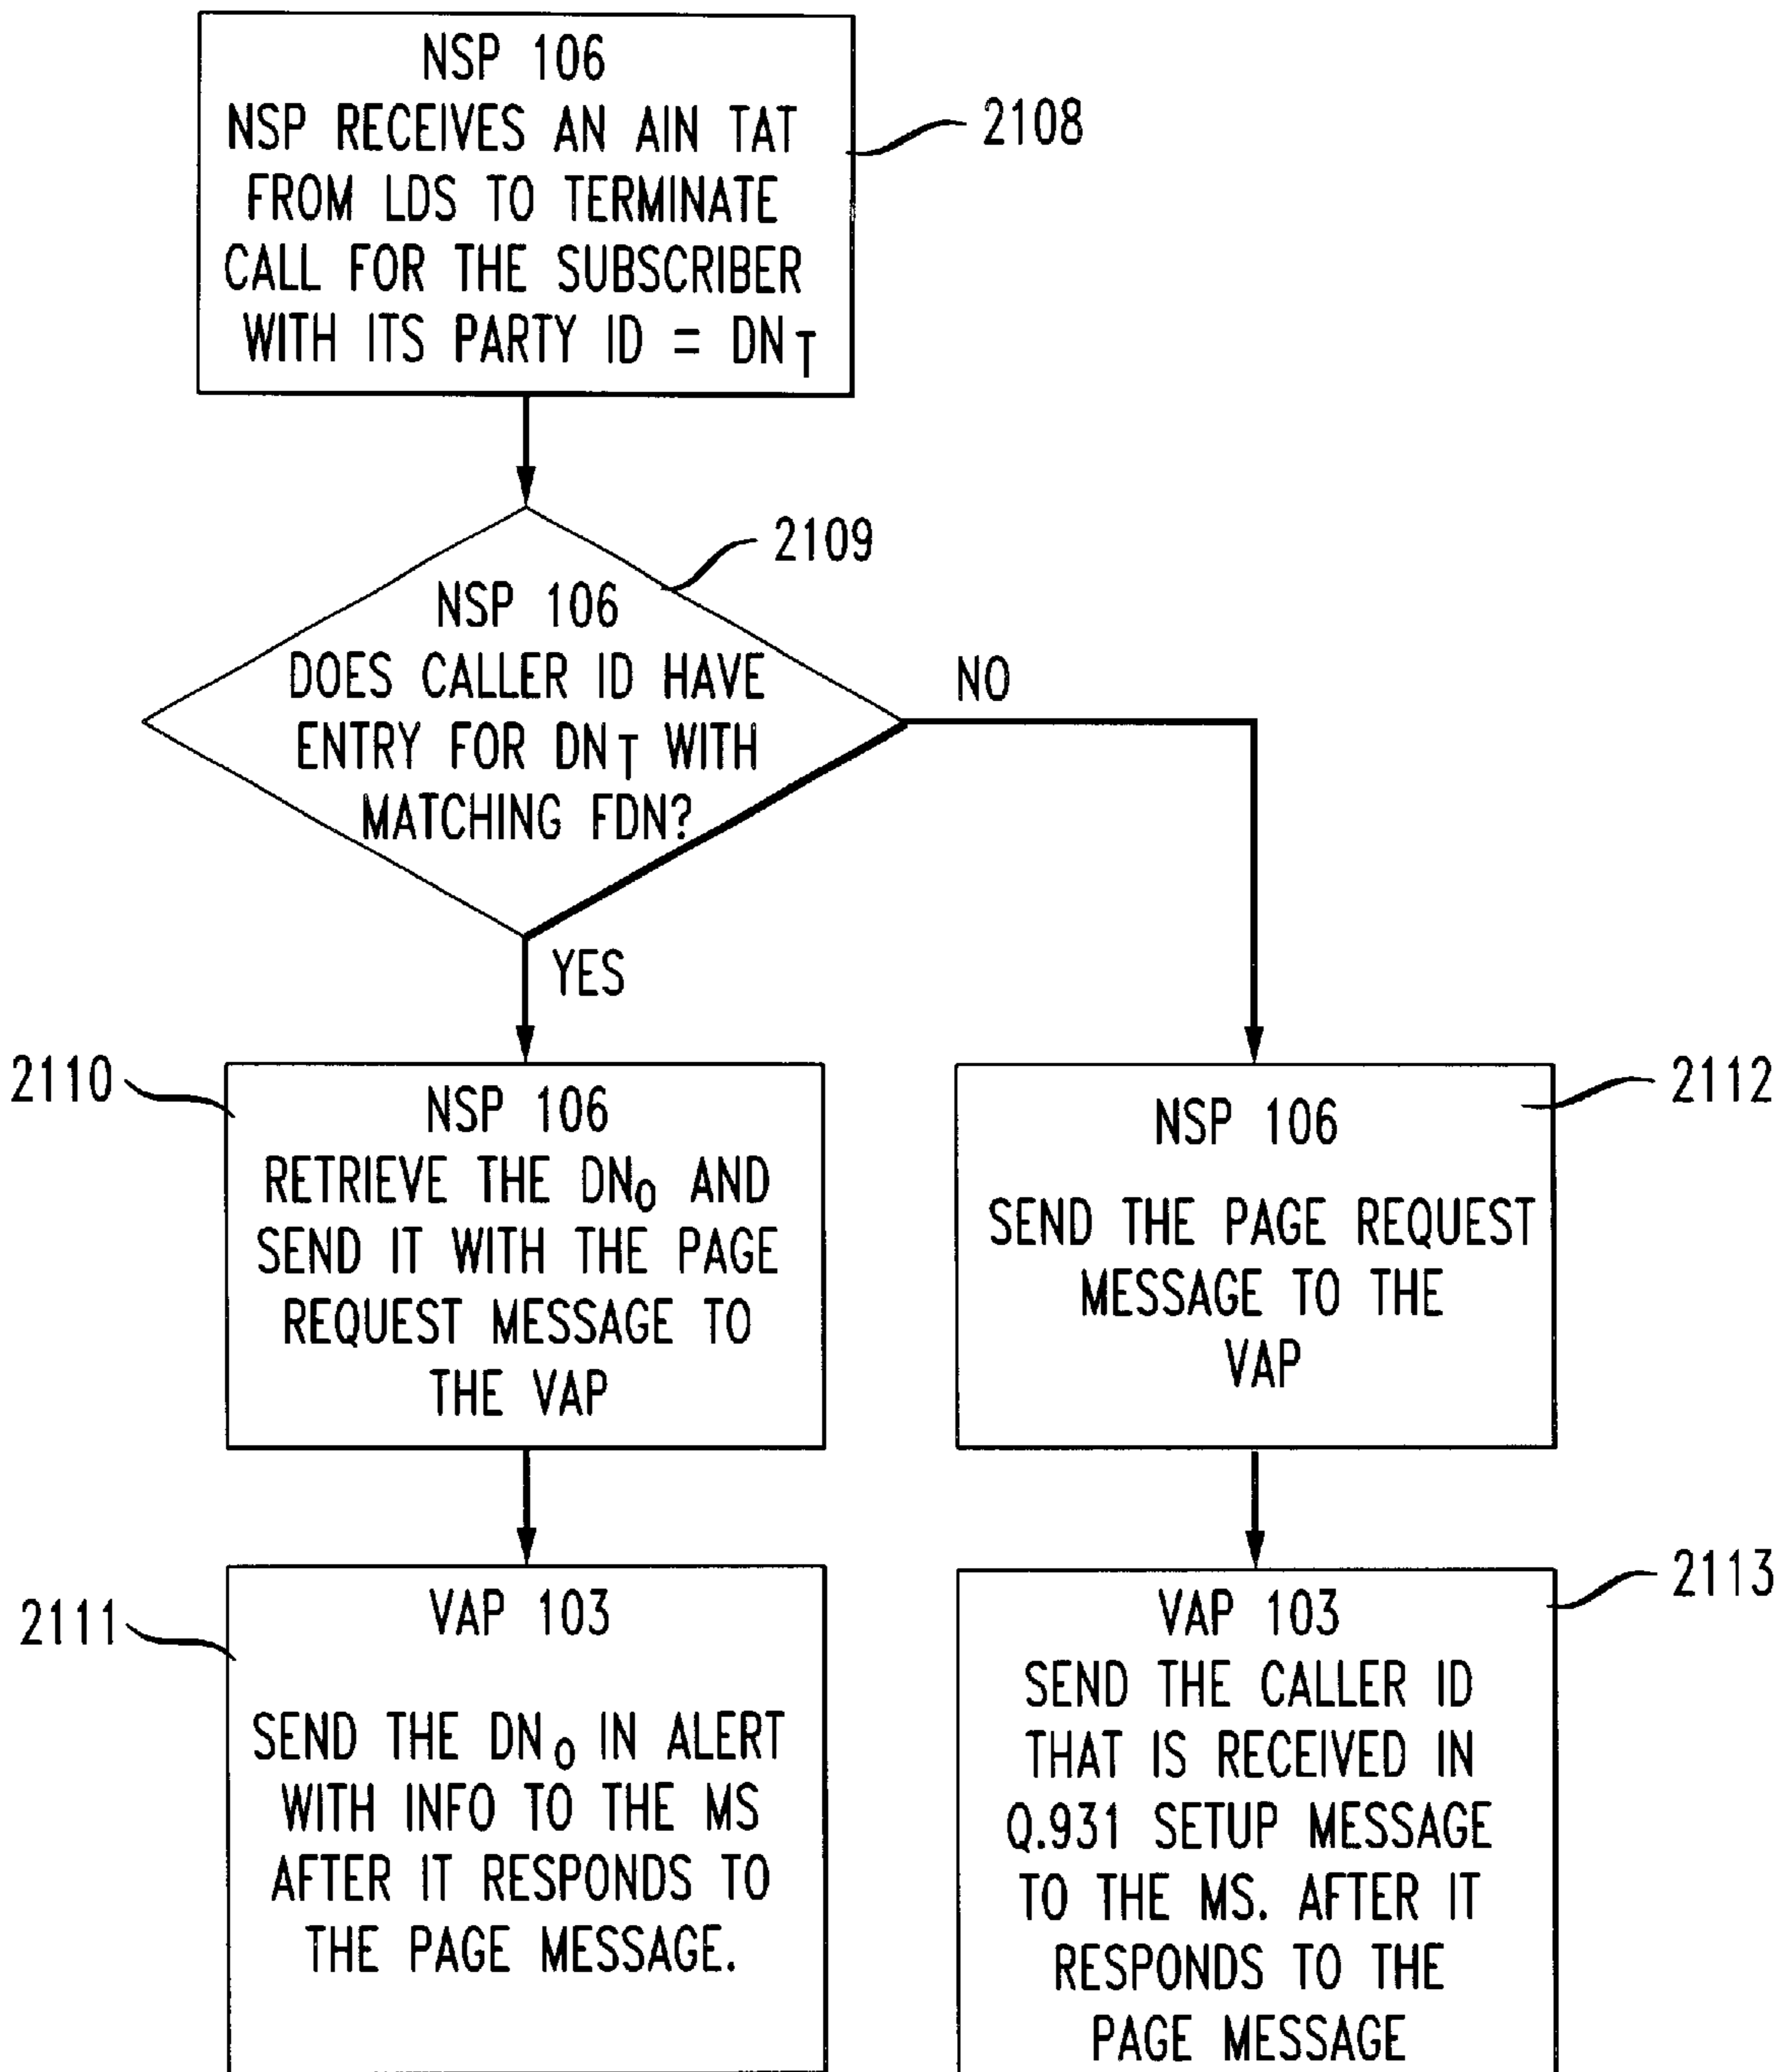 NSP 106
NSP RECEIVES AN AIN TAT
FROM LDS TO TERMINATE
CALL FOR THE SUBSCRIBER
WITH ITS PARTY ID = DNT
2108
2109
NSP 106
DOES CALLER ID HAVE
ENTRY FOR DNT WITH
MATCHING FDN?
NO
YES
2110
NSP 106
RETRIEVE THE DNO AND
SEND IT WITH THE PAGE
REQUEST MESSAGE TO
THE VAP
2112
NSP 106
SEND THE PAGE REQUEST
MESSAGE TO THE
VAP
2111
VAP 103
SEND THE DNO IN ALERT
WITH INFO TO THE MS
AFTER IT RESPONDS TO
THE PAGE MESSAGE.
2113
VAP 103
SEND THE CALLER ID
THAT IS RECEIVED IN
Q.931 SETUP MESSAGE
TO THE MS. AFTER IT
RESPONDS TO THE
PAGE MESSAGE